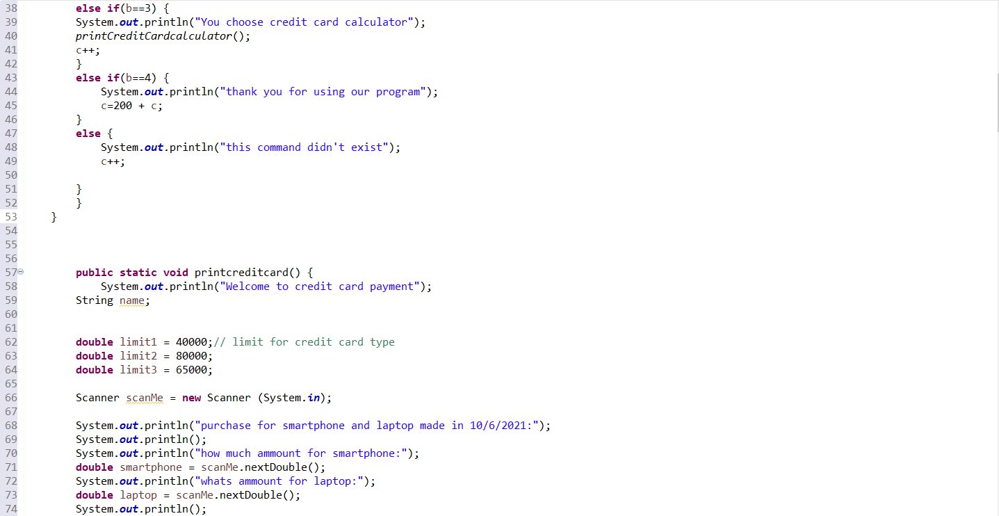 38 else if(b==3) {
39 System.out.println("You choose credit card calculator");
40 printCreditCardcalculator();
41 c++;
42 }
43 else if(b==4) {
44 System.out.println("thank you for using our program");
45 c=200 + c;
46 }
47 else {
48 System.out.println("this command didn't exist");
49 c++;
50
51 }
52 }
53 }
54
55
56
57 public static void printcreditcard() {
58 System.out.println("Welcome to credit card payment");
59 String name;
60
61
62 double limit1 = 40000;// limit for credit card type
63 double limit2 = 80000;
64 double limit3 = 65000;
65
66 Scanner scanMe = new Scanner (System.in);
67
68 System.out.println("purchase for smartphone and laptop made in 10/6/2021:");
69 System.out.println();
70 System.out.println("how much ammount for smartphone:");
71 double smartphone = scanMe.nextDouble();
72 System.out.println("whats ammount for laptop:");
73 double laptop = scanMe.nextDouble();
74 System.out.println();